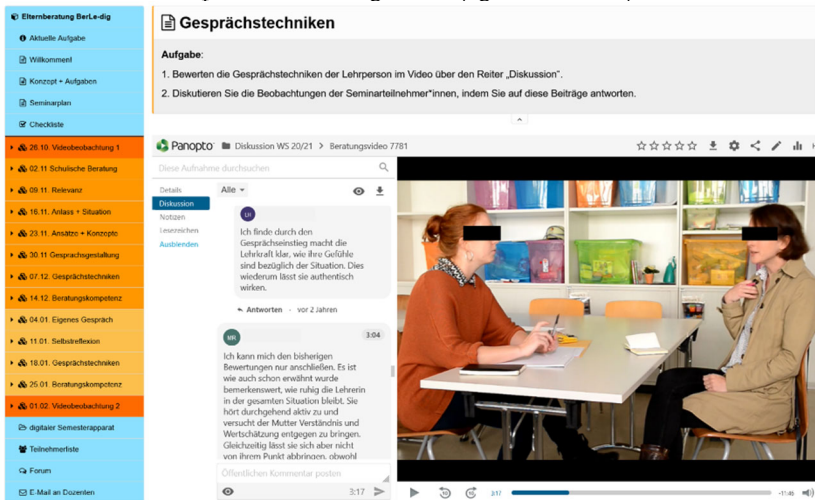 Elternberatung BerLe-dig
Aktuelle Aufgabe
Willkommen!
Konzept + Aufgaben
Seminarplan
Checkliste
26.10. Videobeobachtung 1
02.11 Schulische Beratung
09.11. Relevanz
16.11. Anlass + Situation
23.11. Ansätze + Konzepte
30.11 Gesprächsgestaltung
07.12. Gesprächstechniken
14.12. Beratungskompetenz
04.01. Eigenes Gespräch
11.01. Selbstreflexion
18.01. Gesprächstechniken
25.01. Beratungskompetenz
01.02. Videobeobachtung 2
digitaler Semesterapparat
Teilnehmerliste
Forum
E-Mail an Dozenten
Gesprächstechniken
Aufgabe:
1. Bewerten die Gesprächstechniken der Lehrperson im Video über den Reiter „Diskussion“.
2. Diskutieren Sie die Beobachtungen der Seminarteilnehmer*innen, indem Sie auf diese Beiträge antworten.
Panopto Diskussion WS 20/21 > Beratungsvideo 7781
Diese Aufnahme durchsuchen
Details
Diskussion
Notizen
Lesezeichen
Ausblenden
Alle
Ich finde durch den
Gesprächseinstieg macht die
Lehrkraft klar, wie ihre Gefühle
sind bezüglich der Situation. Dies
wiederum lässt sie authentisch
wirken.
Antworten · vor 2 Jahren
MR 3:04
Ich kann mich den bisherigen
Bewertungen nur anschließen. Es ist
wie auch schon erwähnt wurde
bemerkenswert, wie ruhig die Lehrerin
in der gesamten Situation bleibt. Sie
hört durchgehend aktiv zu und
versucht der Mutter Verständnis und
Wertschätzung entgegen zu bringen.
Gleichzeitig lässt sie sich aber nicht
von ihrem Punkt abbringen, obwohl
Öffentlichen Kommentar posten
3:17
10 10 3:17 -11:46